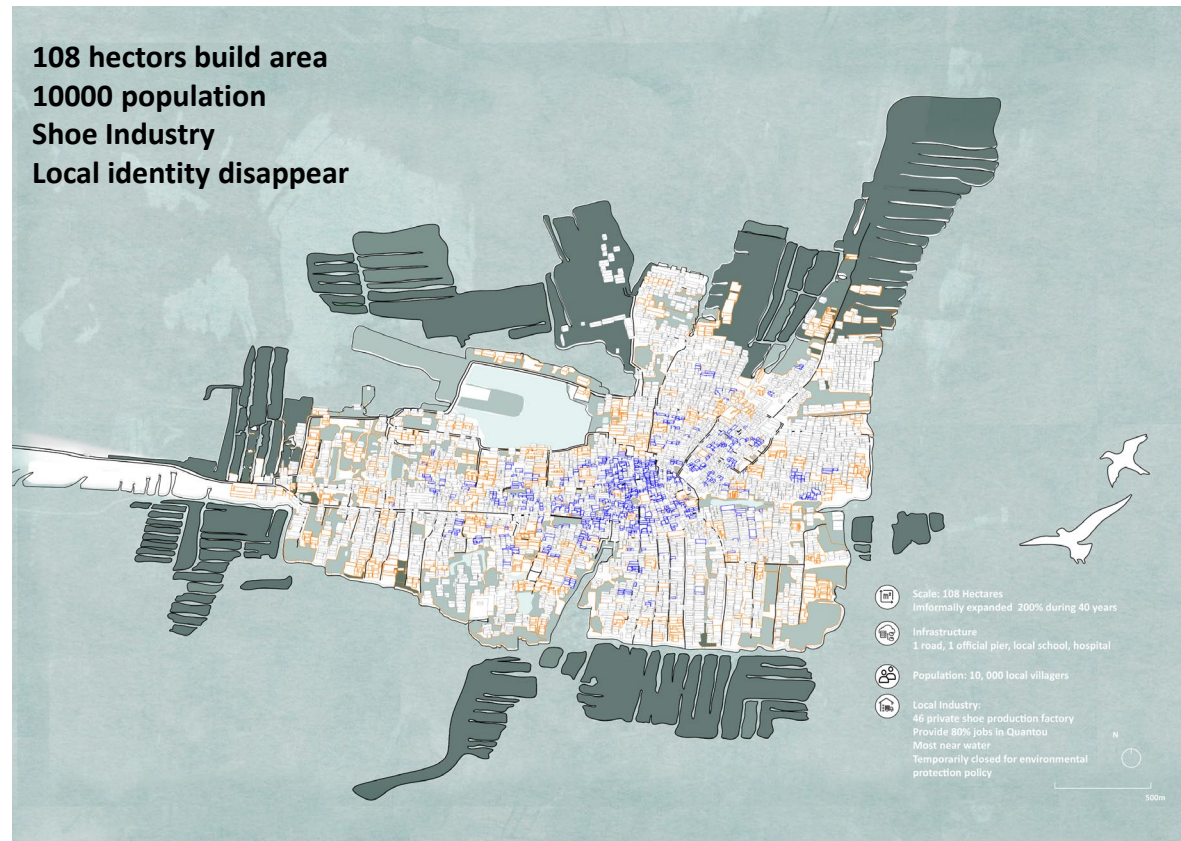 108 hectors build area
10000 population
Shoe Industry
Local identity disappear
Scale: 108 Hectares
Imformally expanded  200% during 40 years
Infrastructure
1 road, 1 official pier, local school, hospital
Population: 10, 000 local villagers
Local Industry:
46 private shoe production factory
Provide 80% jobs in Quantou
Most near water
Temporarily closed for environmental
protection policy
N
500m